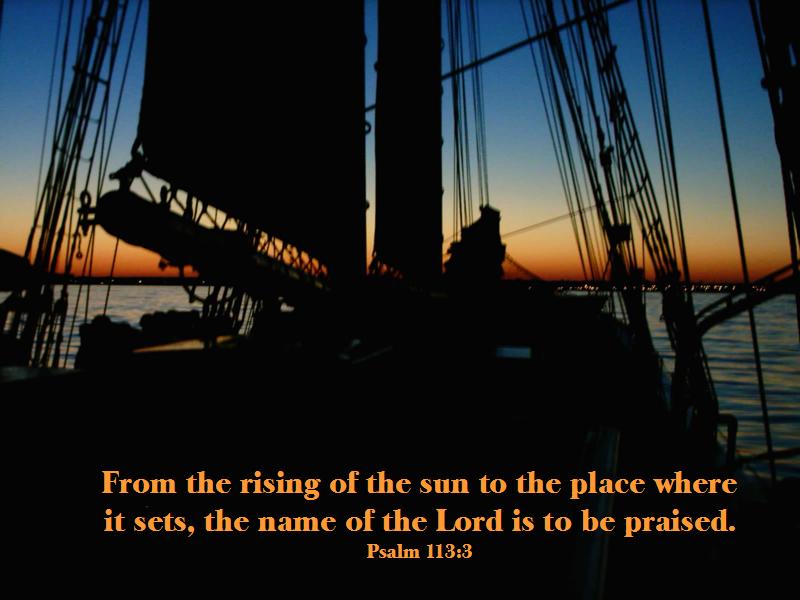 From the rising of the sun to the place where
it sets, the name of the Lord is to be praised.
Psalm 113:3